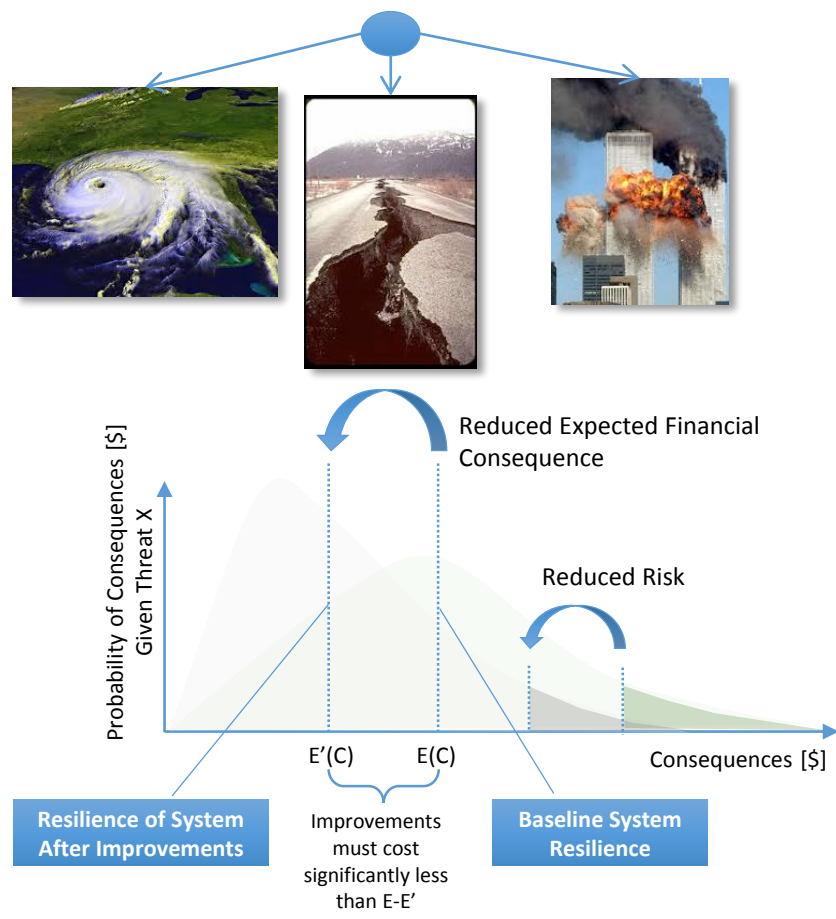 Reduced Expected Financial
Consequence
Probability of Consequences [$]
Given Threat X
Reduced Risk
E’(C)
E(C)
Consequences [$]
Resilience of System
After Improvements
Improvements
must cost
significantly less
than E-E’
Baseline System
Resilience